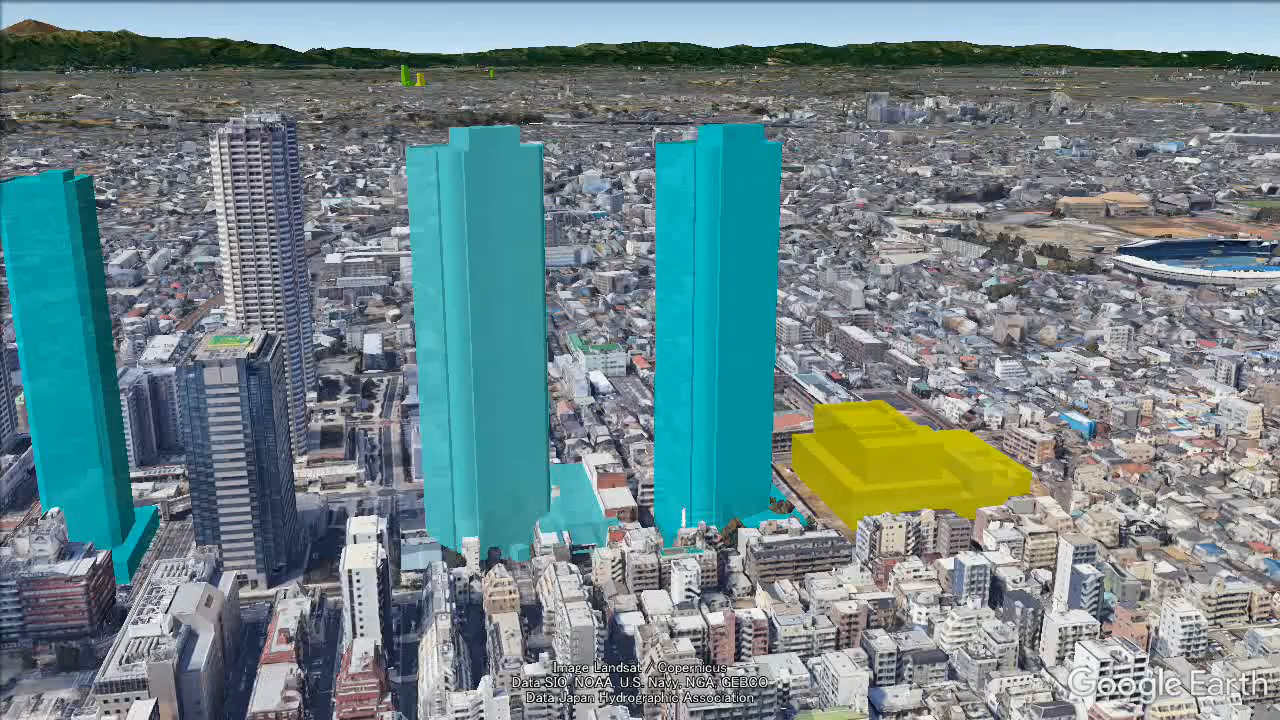 Image Landsat / Copernicus
Data SIO, NOAA, U.S. Navy, NGA, GEBCO
Data Japan Hydrographic Association
Google Earth